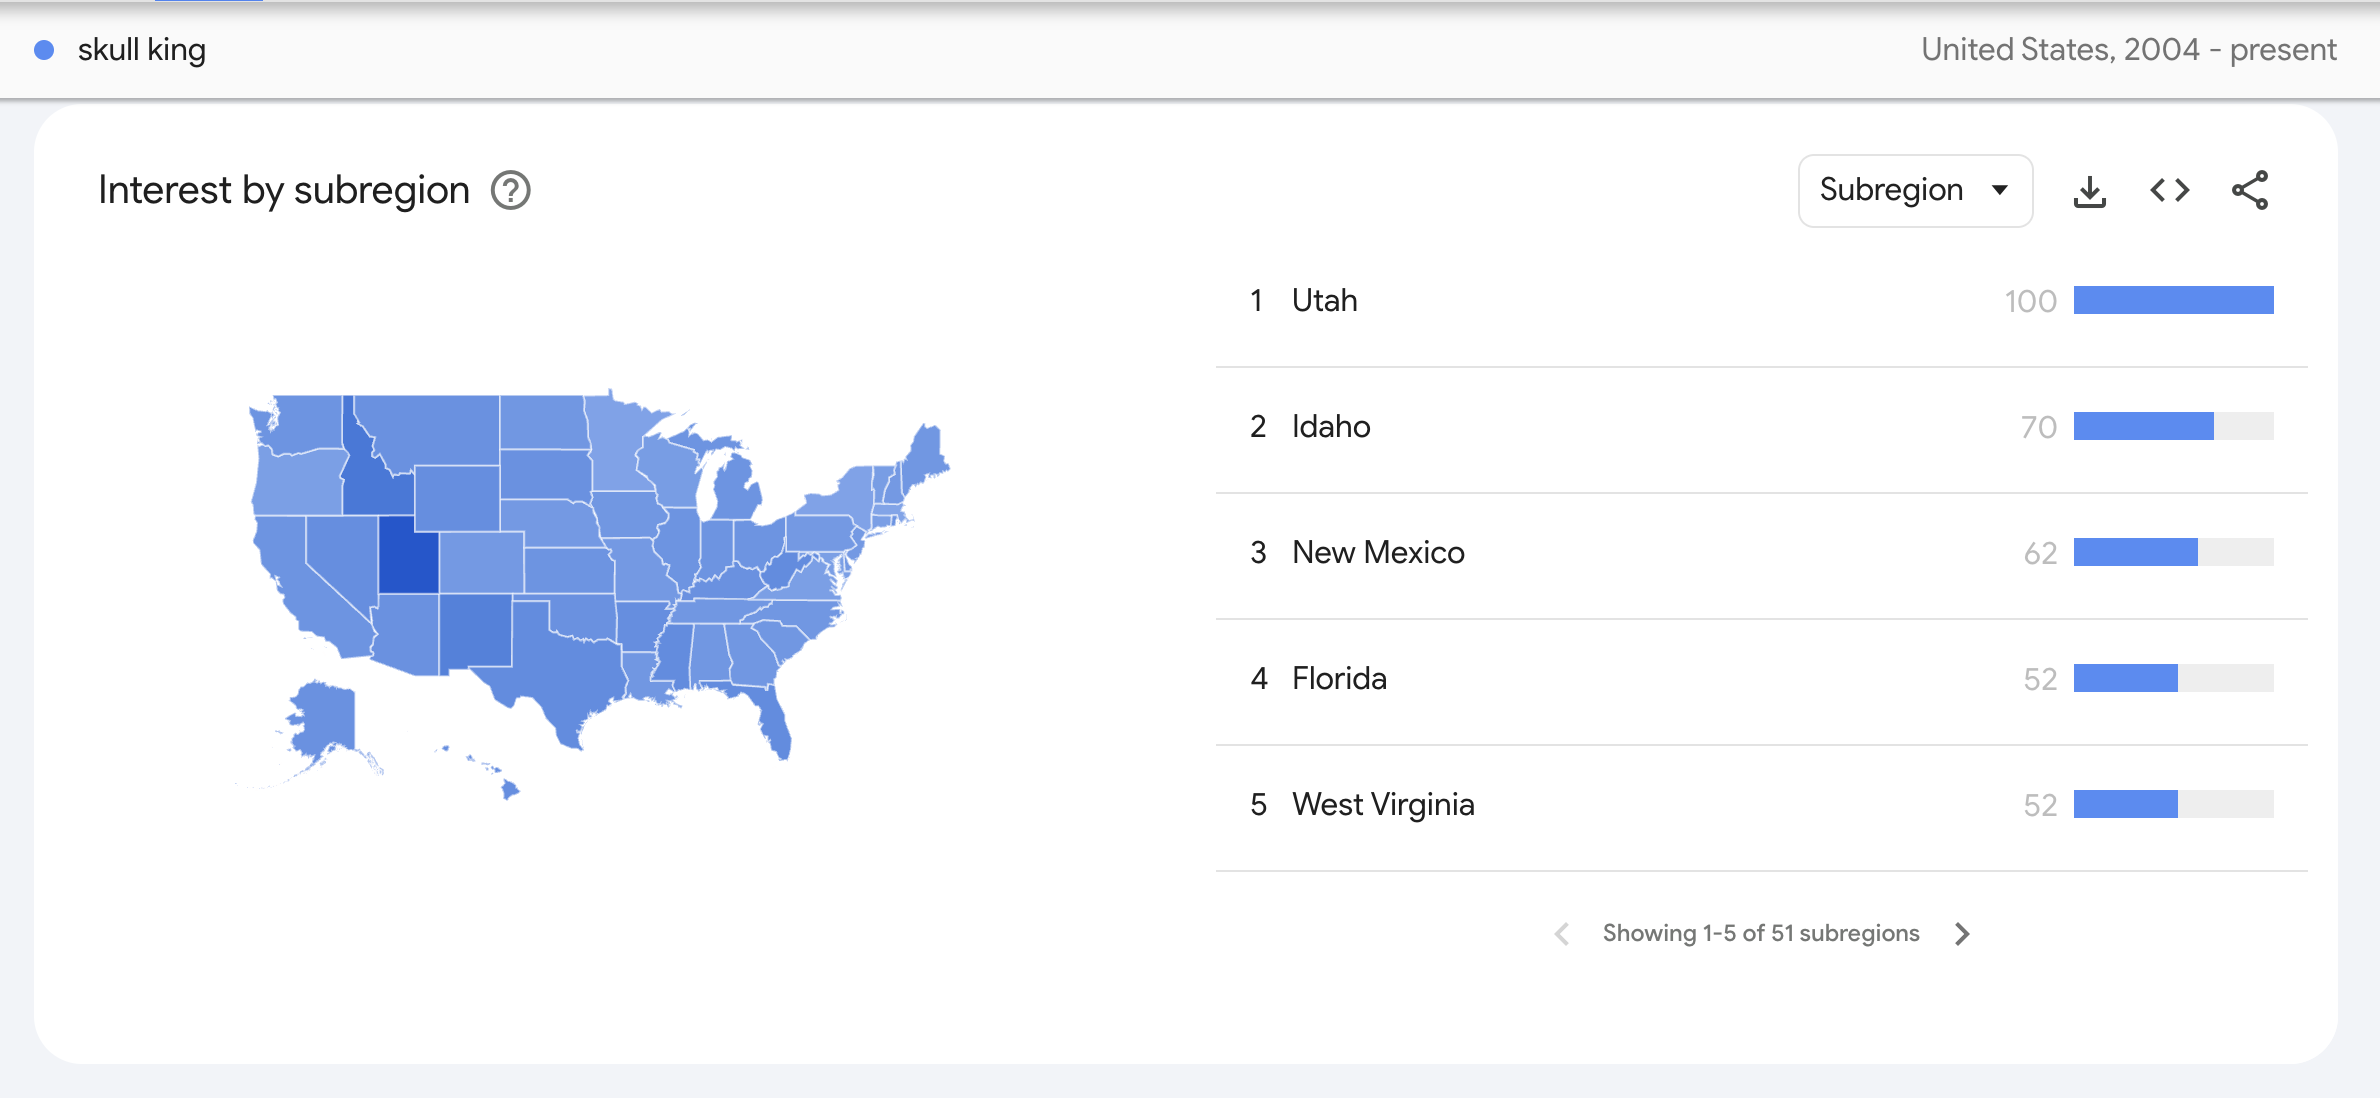 skull king
United States, 2004 - present
Interest by subregion
Subregion
1 Utah 100
2 Idaho 70
3 New Mexico 62
4 Florida 52
5 West Virginia 52
Showing 1-5 of 51 subregions